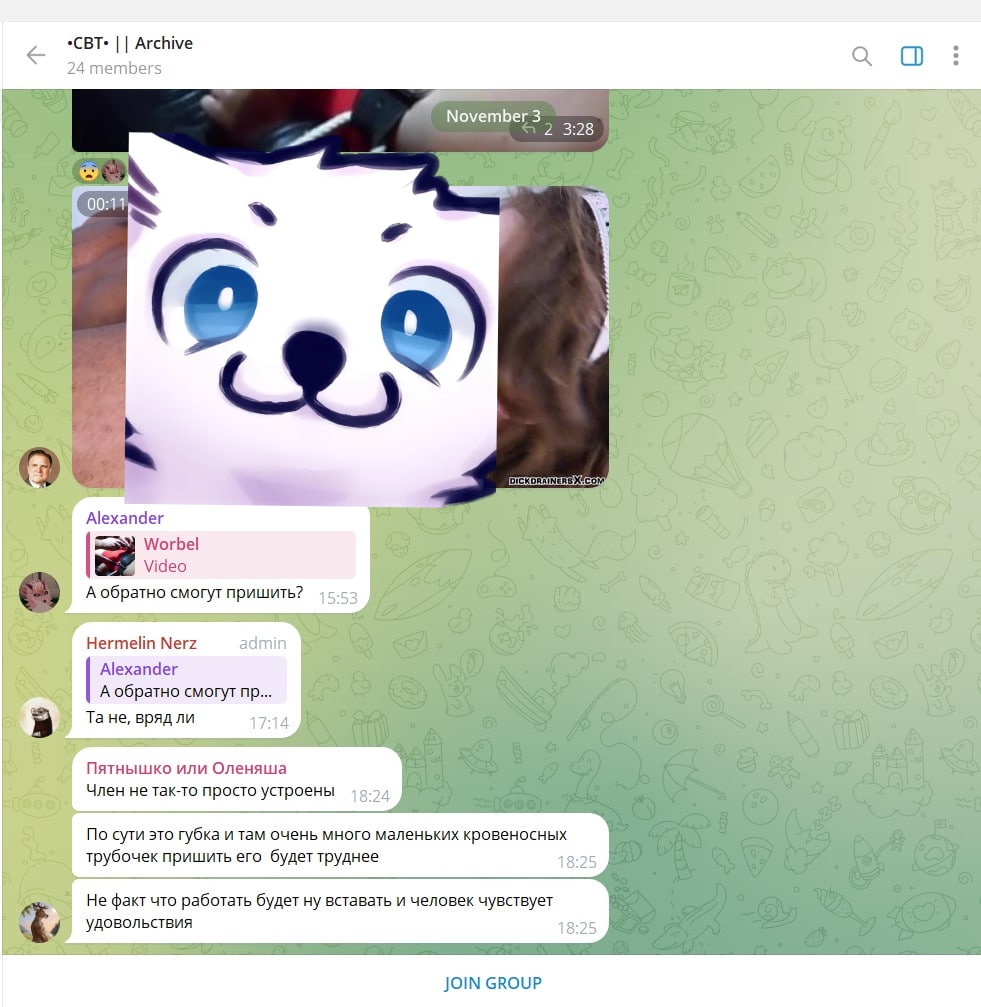 •CBT• || Archive
24 members
November 3
2 3:28
00:11
DICKDRAINERSX.COM
Alexander
Worbel
Video
А обратно смогут пришить?
15:53
Hermelin Nerz admin
Alexander
А обратно смогут пр...
Та не, вряд ли
17:14
Пятнышко или Оленяша
Член не так-то просто устроены
18:24
По сути это губка и там очень много маленьких кровеносных
трубочек пришить его будет труднее
18:25
Не факт что работать будет ну вставать и человек чувствует
удовольствия
18:25
JOIN GROUP